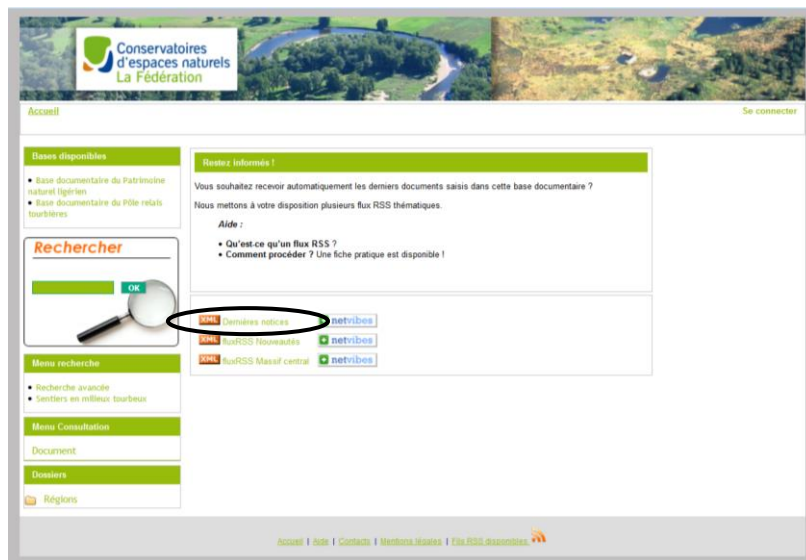 Conservatoires
d'espaces naturels
La Fédération
Accueil
Se connecter
Bases disponibles
• Base documentaire du Patrimoine
naturel ligérien
• Base documentaire du Pôle relais
tourbières
Rechercher
OK
Menu recherche
• Recherche avancée
• Sentiers en milieux tourbeux
Menu Consultation
Document
Dossiers
Régions
Restez informés !
Vous souhaitez recevoir automatiquement les derniers documents saisis dans cette base documentaire ?
Nous mettons à votre disposition plusieurs flux RSS thématiques.
Aide :
• Qu'est-ce qu'un flux RSS ?
• Comment procéder ? Une fiche pratique est disponible !
XML Dernières notices + netvibes
XML fluxRSS Nouveautés + netvibes
XML fluxRSS Massif central + netvibes
Accueil | Aide | Contacts | Mentions légales | Fils RSS disponibles